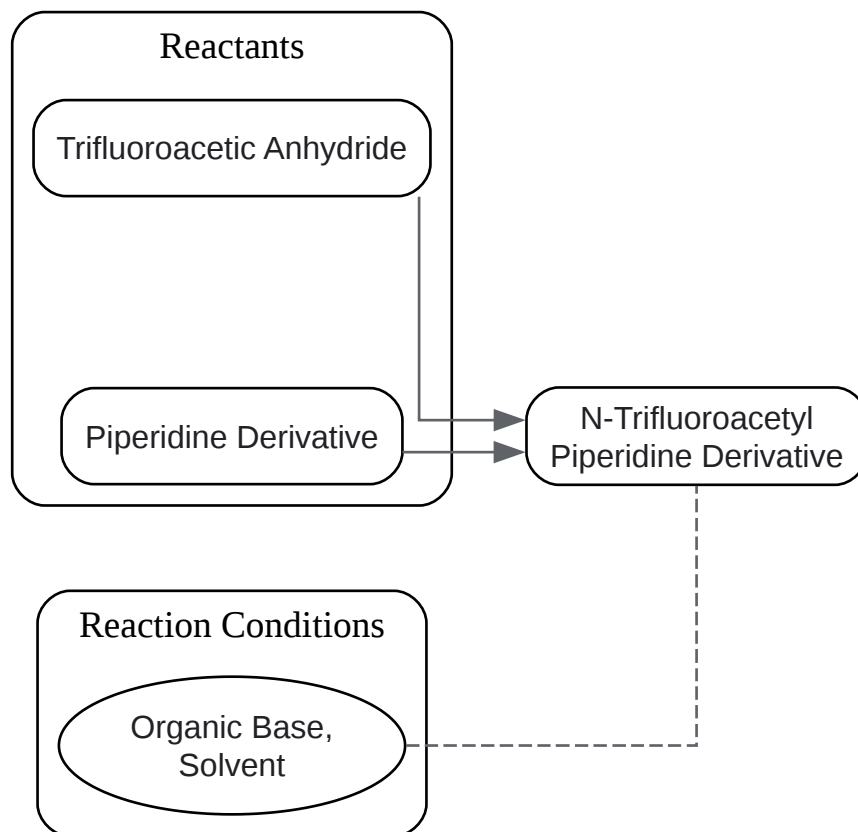 Reactants
Trifluoroacetic Anhydride
Piperidine Derivative
N-Trifluoroacetyl
Piperidine Derivative
Reaction Conditions
Organic Base,
Solvent